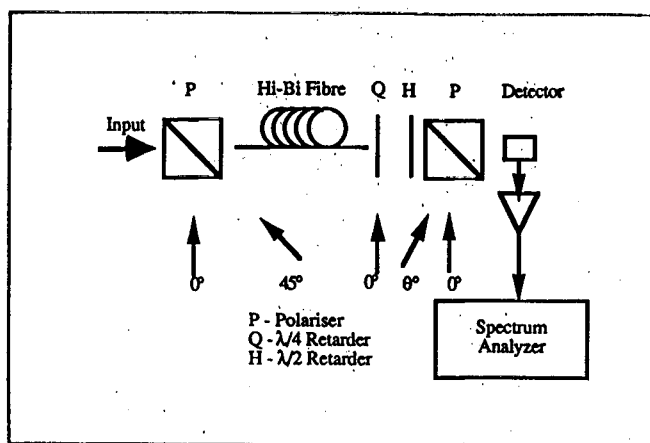 P Hi-Bi Fibre Q H P Detector
Input
0° 45° 0° θ° 0°
P - Polariser
Q - λ/4 Retarder
H - λ/2 Retarder
Spectrum
Analyzer